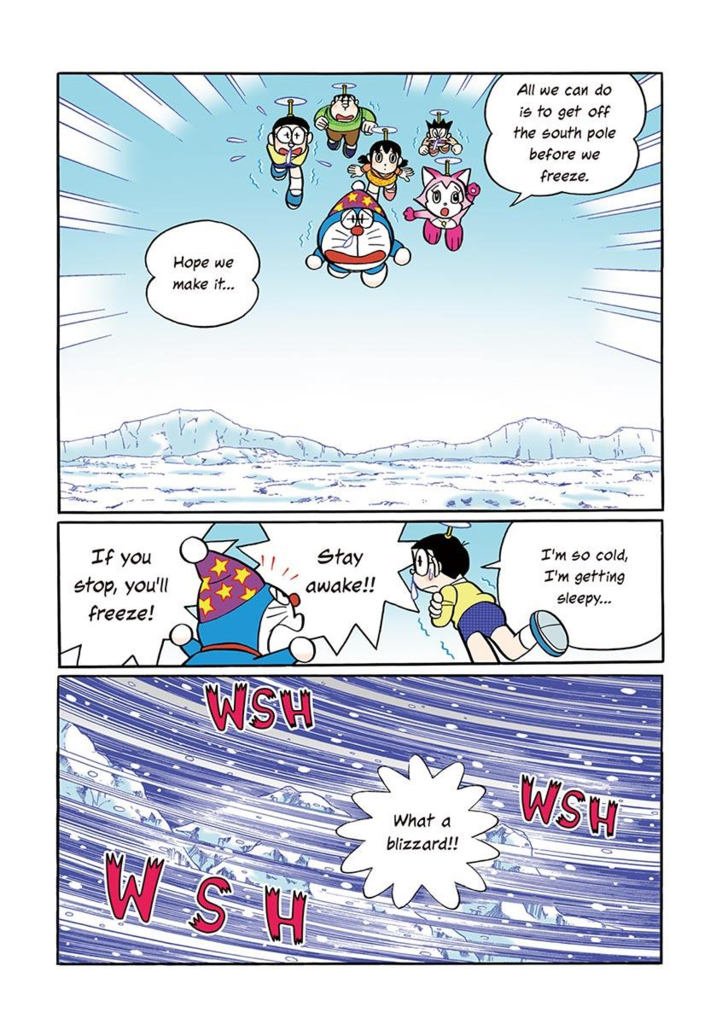 All we can do
is to get off
the south pole
before we
freeze.
Hope we
make it...
If you
stop, you'll
freeze!
Stay
awake!!
I'm so cold,
I'm getting
sleepy...
WSH
What a
blizzard!!
WSH
WSH